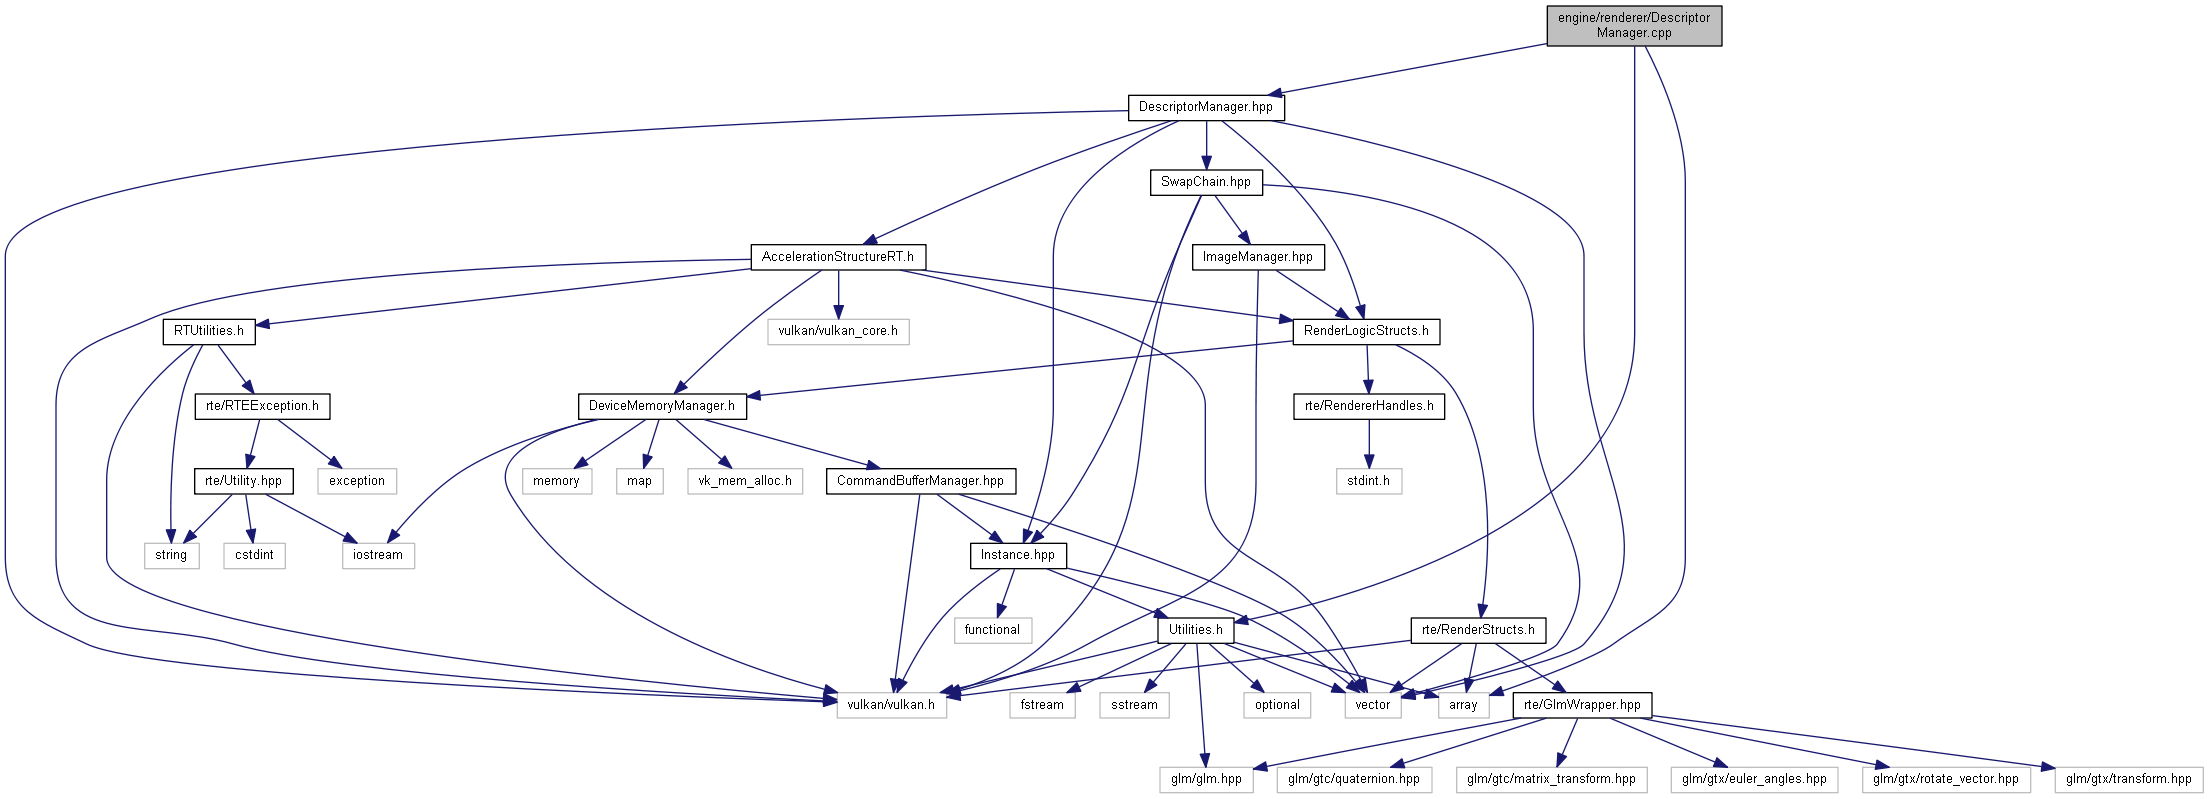 engine/renderer/Descriptor
Manager.cpp
DescriptorManager.hpp
SwapChain.hpp
AccelerationStructureRT.h
ImageManager.hpp
RTUtilities.h
vulkan/vulkan_core.h
RenderLogicStructs.h
rte/RTEException.h
DeviceMemoryManager.h
rte/RendererHandles.h
rte/Utility.hpp
exception
memory
map
vk_mem_alloc.h
CommandBufferManager.hpp
stdint.h
string
cstdint
iostream
Instance.hpp
functional
Utilities.h
rte/RenderStructs.h
vulkan/vulkan.h
fstream
sstream
optional
vector
array
rte/GlmWrapper.hpp
glm/glm.hpp
glm/gtc/quaternion.hpp
glm/gtc/matrix_transform.hpp
glm/gtx/euler_angles.hpp
glm/gtx/rotate_vector.hpp
glm/gtx/transform.hpp